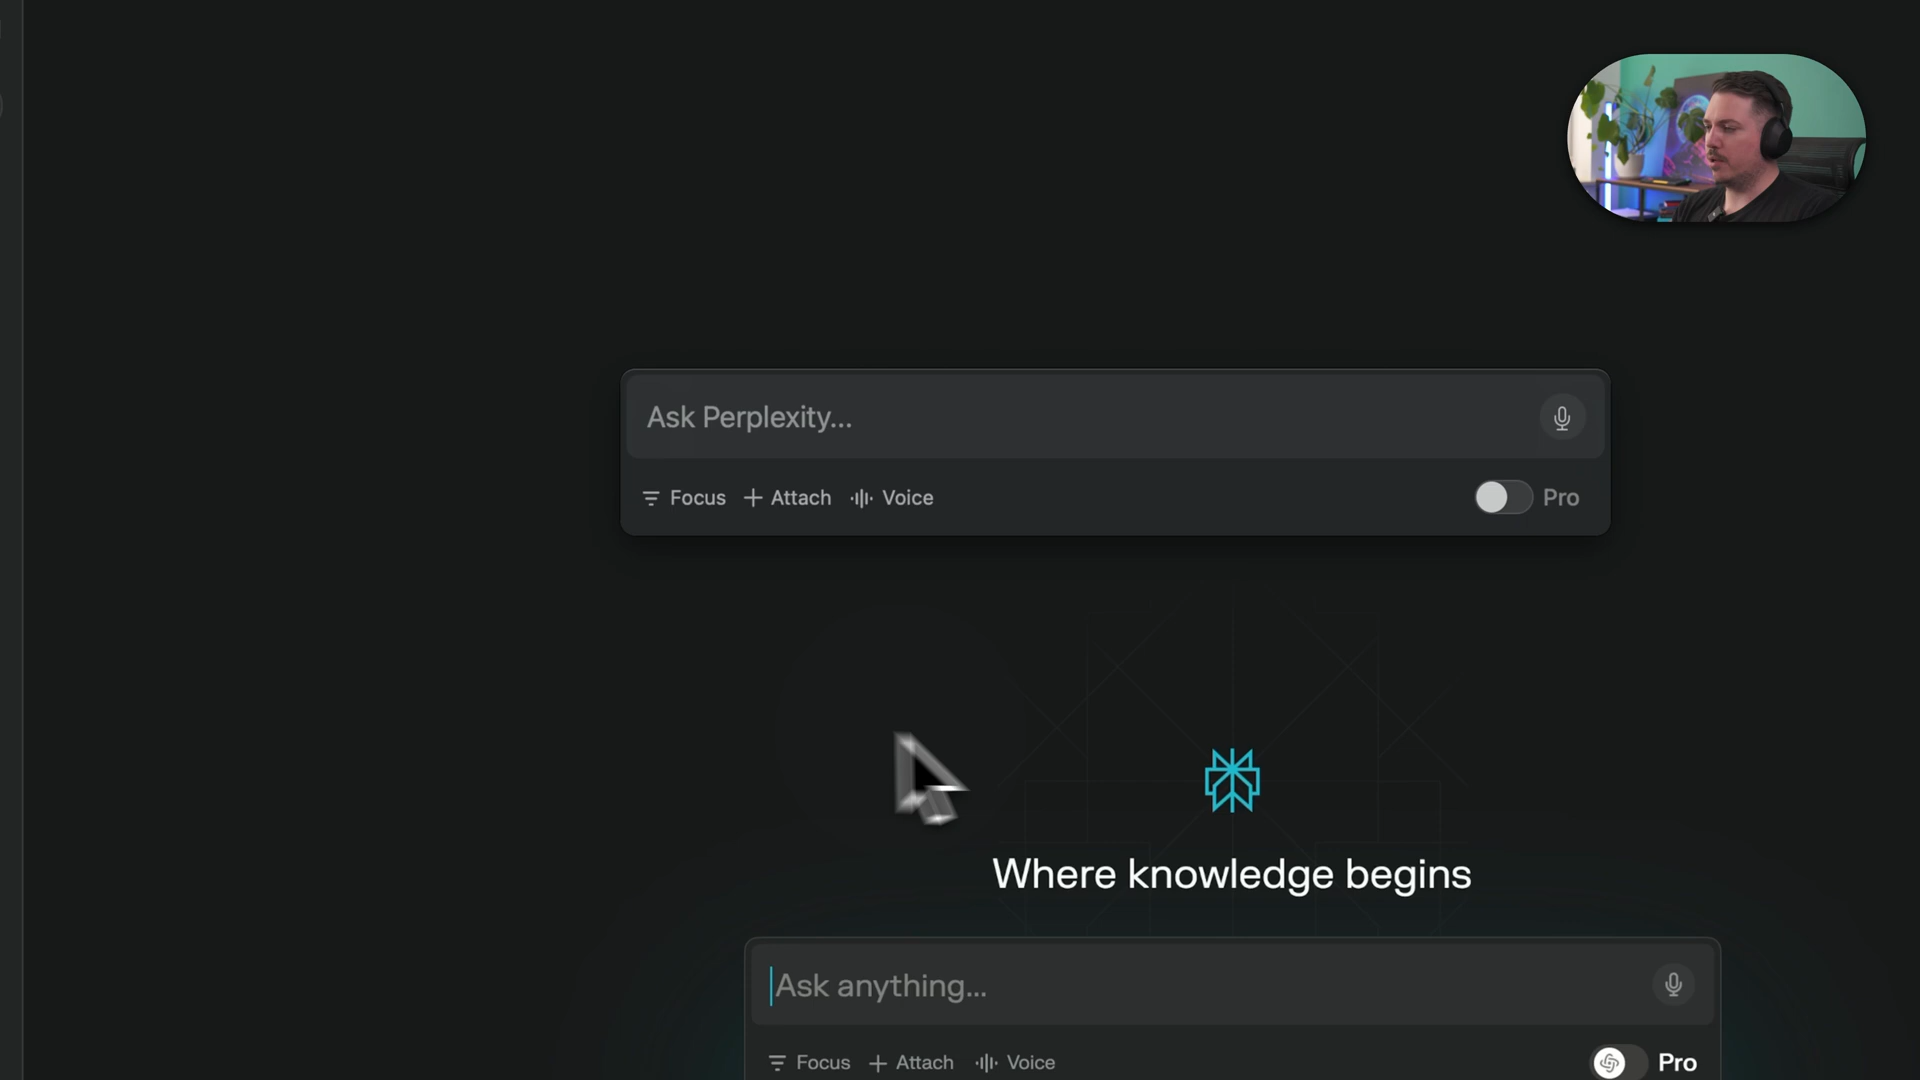 Ask Perplexity...
Focus Attach Voice Pro
Where knowledge begins
Ask anything...
Focus Attach Voice Pro